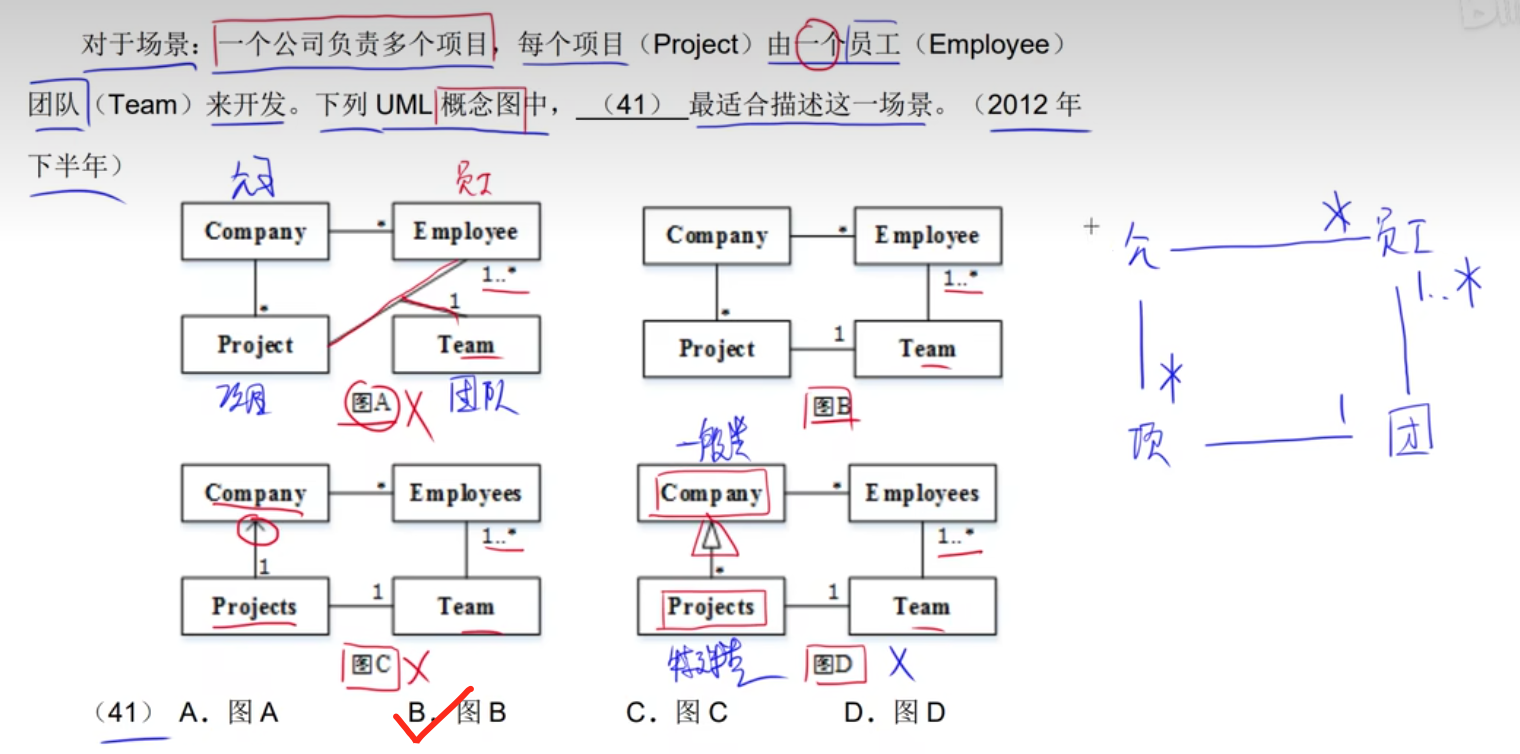 对于场景：一个公司负责多个项目，每个项目（Project）由一个员工（Employee）
团队（Team）来开发。下列 UML 概念图中，（41）最适合描述这一场景。（2012 年
下半年）
公司 员工
Company * Employee
1..*
* 1
Project Team
项目 图A X 团队
Company * Employee
1..*
* 1
Project Team
图B
公 * 员工
1..*
*
1
项 团
Company * Employees
1..*
1 1
Projects Team
图C X
一般类
Company * Employees
1..*
* 1
Projects Team
特殊类 图D X
（41） A．图 A B．图 B C．图 C D．图 D